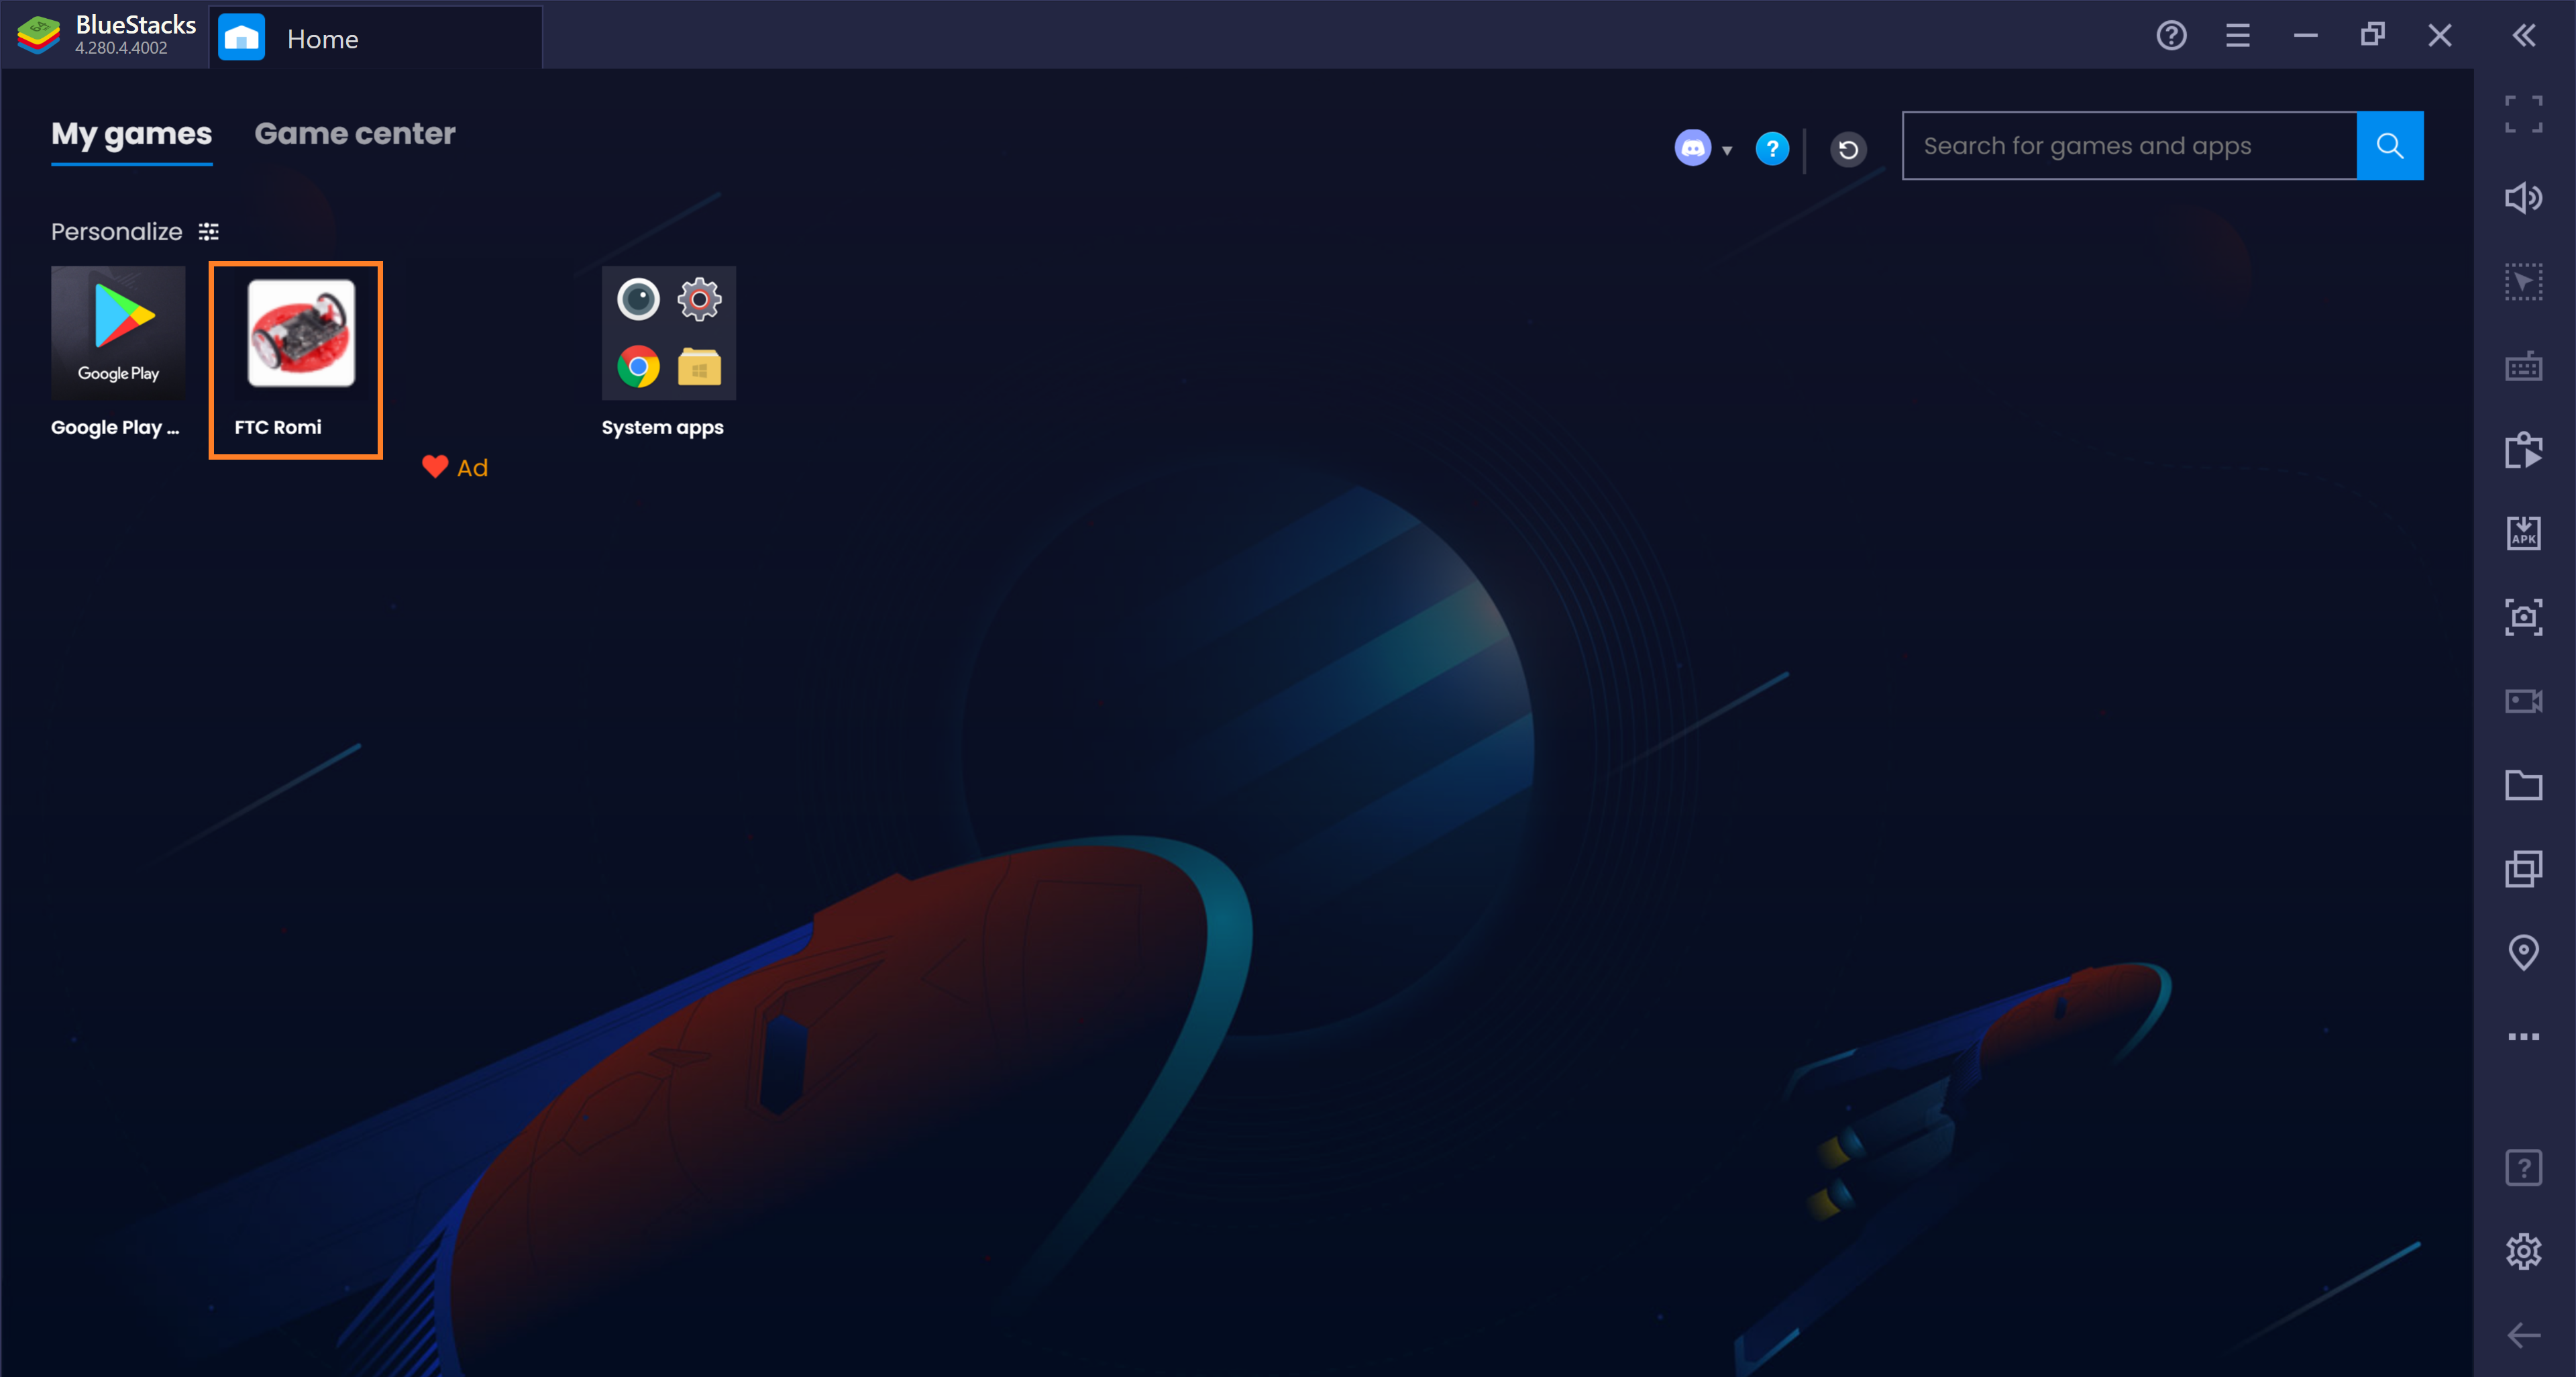 BlueStacks
4.280.4.4002
Home
My games
Game center
Search for games and apps
Personalize
Google Play
Google Play ...
FTC Romi
System apps
Ad
APK